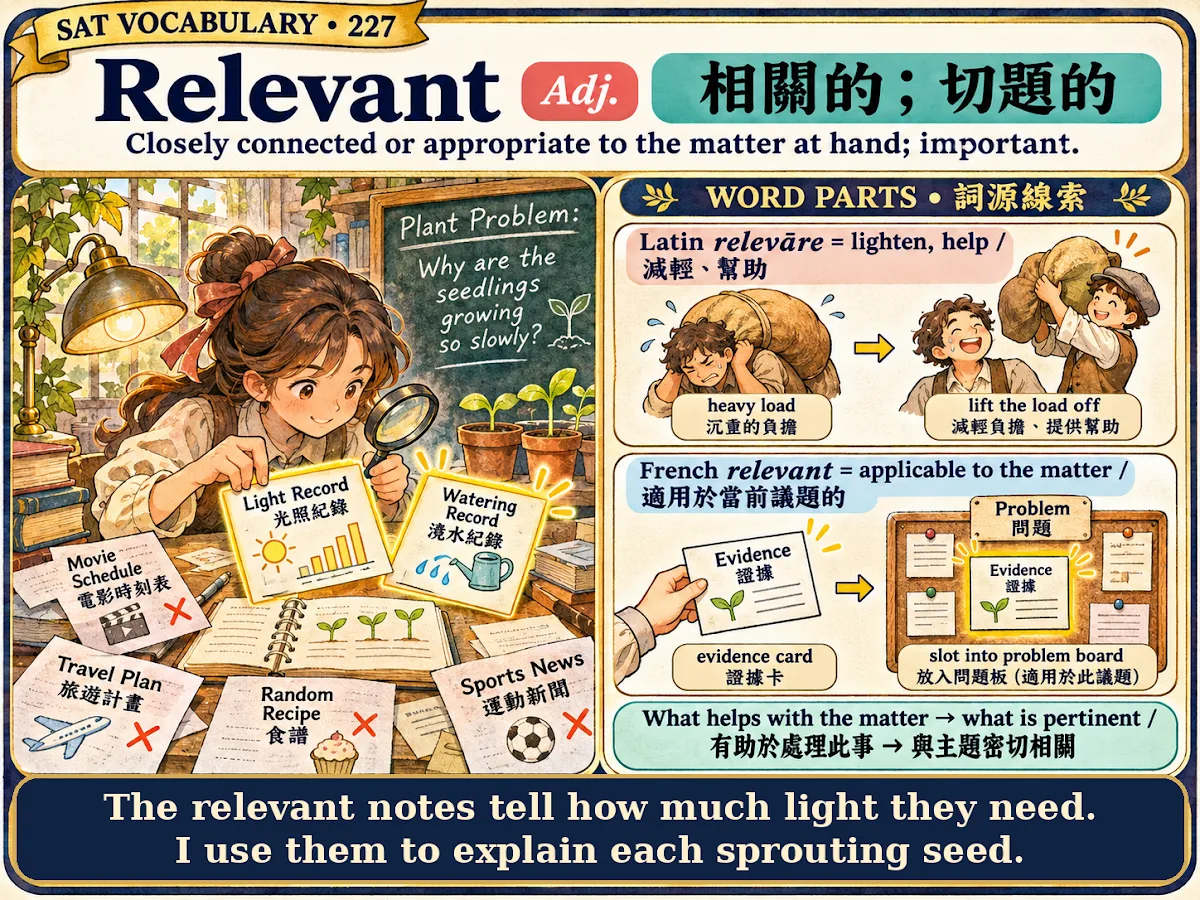 SAT VOCABULARY • 227
Relevant
Adj.
相關的；切題的
Closely connected or appropriate to the matter at hand; important.
Plant Problem:
Why are the
seedlings
growing
so slowly?
Light Record
光照紀錄
Watering
Record
澆水紀錄
Movie
Schedule
電影時刻表
Travel Plan
旅遊計畫
Random
Recipe
食譜
Sports News
運動新聞
WORD PARTS • 詞源線索
Latin relevāre = lighten, help /
減輕、幫助
heavy load
沉重的負擔
lift the load off
減輕負擔、提供幫助
French relevant = applicable to the matter /
適用於當前議題的
Evidence
證據
evidence card
證據卡
Problem
問題
Evidence
證據
slot into problem board
放入問題板（適用於此議題）
What helps with the matter → what is pertinent /
有助於處理此事 → 與主題密切相關
The relevant notes tell how much light they need.
I use them to explain each sprouting seed.